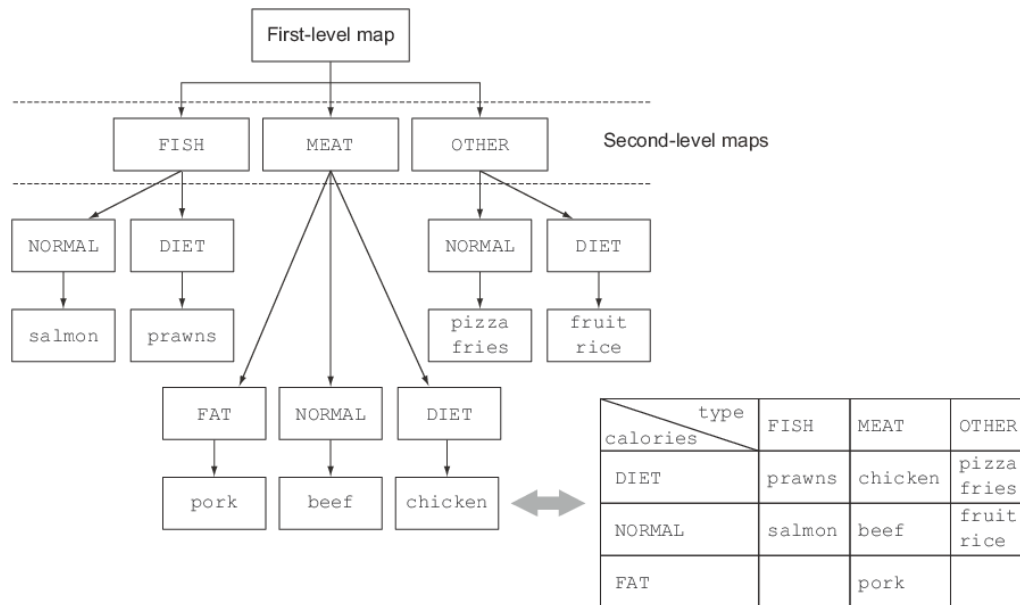 First-level map
FISH
MEAT
OTHER
Second-level maps
NORMAL
DIET
NORMAL
DIET
salmon
prawns
pizza
fries
fruit
rice
FAT
NORMAL
DIET
pork
beef
chicken
type
calories
FISH
MEAT
OTHER
DIET
prawns
chicken
pizza
fries
NORMAL
salmon
beef
fruit
rice
FAT
pork